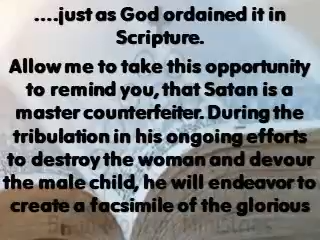 ....just as God ordained it in
Scripture.
Allow me to take this opportunity
to remind you, that Satan is a
master counterfeiter. During the
tribulation in his ongoing efforts
to destroy the woman and devour
the male child, he will endeavor to
create a facsimile of the glorious